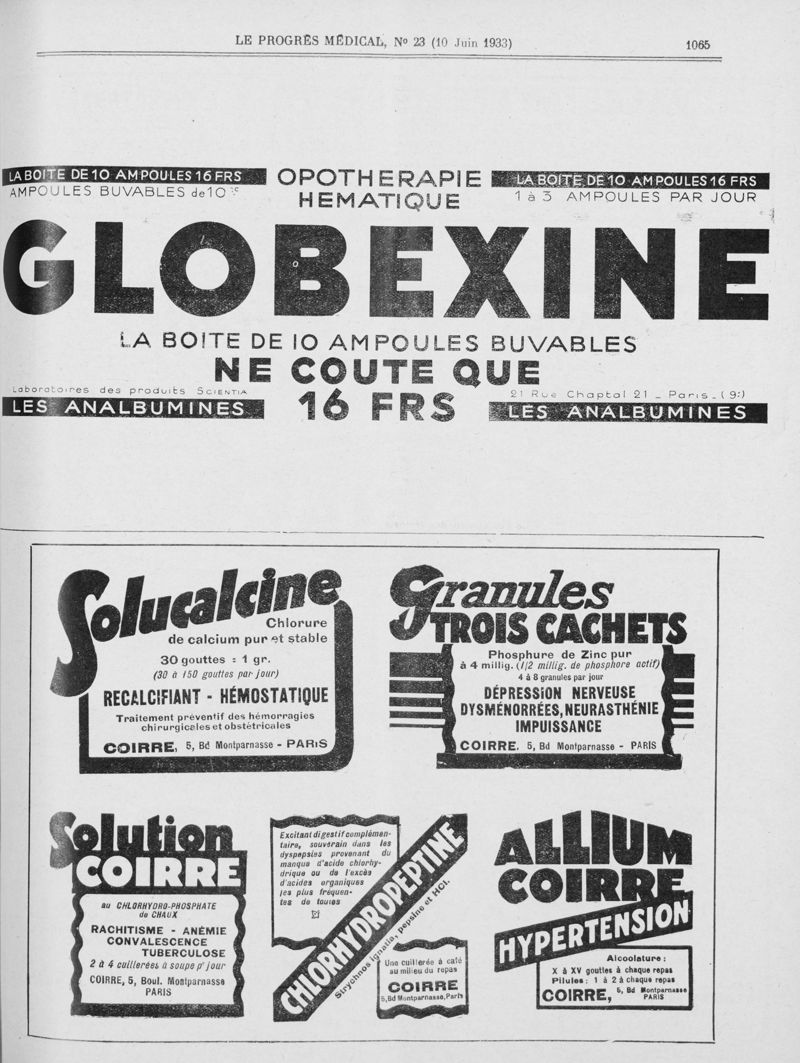 LE PROGRÈS MÉDICAL, No 23 (10 Juin 1933)
1065
LA BOITE DE 10 AMPOULES 16 FRS
AMPOULES BUVABLES de 10 cc
OPOTHERAPIE
HEMATIQUE
LA BOITE DE 10 AMPOULES 16 FRS
1 à 3 AMPOULES PAR JOUR
GLOBEXINE
LA BOITE DE 10 AMPOULES BUVABLES
NE COUTE QUE
16 FRS
Laboratoires des produits SCIENTIA
LES ANALBUMINES
21 Rue Chaptal 21 _ Paris _ (9e)
LES ANALBUMINES
Solucalcine
Chlorure
de calcium pur et stable
30 gouttes = 1 gr.
(30 à 150 gouttes par jour)
RECALCIFIANT - HÉMOSTATIQUE
Traitement préventif des hémorragies
chirurgicales et obstétricales
COIRRE, 5, Bd Montparnasse - PARIS
Granules
TROIS CACHETS
Phosphure de Zinc pur
à 4 millig. (1/2 millig. de phosphore actif)
4 à 8 granules par jour
DÉPRESSION NERVEUSE
DYSMÉNORRÉES, NEURASTHÉNIE
IMPUISSANCE
COIRRE, 5, Bd Montparnasse - PARIS
Solution
COIRRE
au CHLORHYDRO-PHOSPHATE
de CHAUX
RACHITISME - ANÉMIE
CONVALESCENCE
TUBERCULOSE
2 à 4 cuillerées à soupe pr jour
COIRRE, 5, Boul. Montparnasse
PARIS
Excitant digestif complémen-
taire, souverain dans les
dyspepsies provenant du
manque d'acide chlorhy-
drique ou de l'excès
d'acides organiques
les plus fréquen-
tes de toutes
CHLORHYDROPEPTINE
Strychnos ignatia, pepsine et HCl.
Une cuillerée à café
au milieu du repas
COIRRE
5, Bd Montparnasse, Paris
ALLIUM
COIRRE
HYPERTENSION
Alcoolature :
X à XV gouttes à chaque repas
Pilules : 1 à 2 à chaque repas
COIRRE, 5, Bd Montparnasse
PARIS